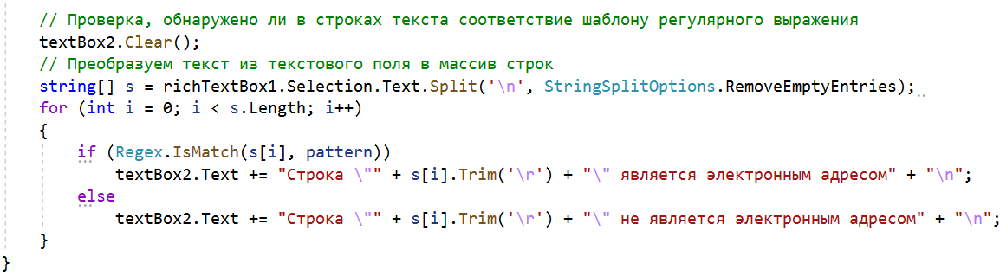 // Проверка, обнаружено ли в строках текста соответствие шаблону регулярного выражения
textBox2.Clear();
// Преобразуем текст из текстового поля в массив строк
string[] s = richTextBox1.Selection.Text.Split('\n', StringSplitOptions.RemoveEmptyEntries);
for (int i = 0; i < s.Length; i++)
{
if (Regex.IsMatch(s[i], pattern))
textBox2.Text += "Строка \"" + s[i].Trim('\r') + "\" является электронным адресом" + "\n";
else
textBox2.Text += "Строка \"" + s[i].Trim('\r') + "\" не является электронным адресом" + "\n";
}
}